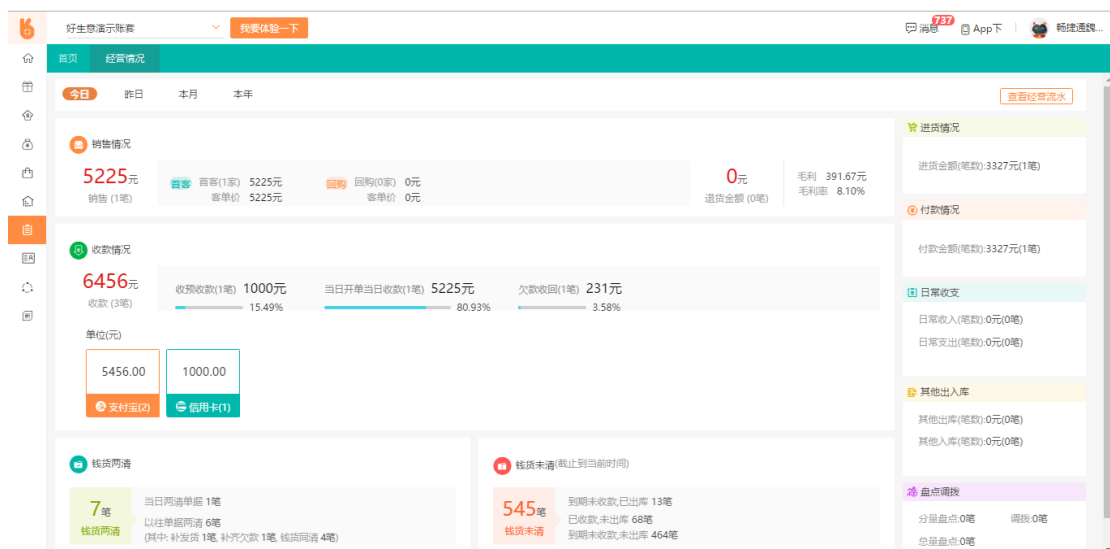 好生意演示账套
我要体验一下
消息
737
App下
畅捷通魏...
首页
经营情况
今日
昨日
本月
本年
查看经营流水
销售情况
5225元
销售 (1笔)
首客 首客(1家) 5225元
客单价 5225元
回购 回购(0家) 0元
客单价 0元
0元
退货金额 (0笔)
毛利 391.67元
毛利率 8.10%
收款情况
6456元
收款 (3笔)
收预收款(1笔) 1000元
15.49%
当日开单当日收款(1笔) 5225元
80.93%
欠款收回(1笔) 231元
3.58%
单位(元)
5456.00
支付宝(2)
1000.00
信用卡(1)
钱货两清
7笔
钱货两清
当日两清单据 1笔
以往单据两清 6笔
(其中: 补发货 1笔, 补齐欠款 1笔, 钱货同清 4笔)
钱货未清(截止到当前时间)
545笔
钱货未清
到期未收款,已出库 13笔
已收款,未出库 68笔
到期未收款,未出库 464笔
进货情况
进货金额(笔数):3327元(1笔)
付款情况
付款金额(笔数):3327元(1笔)
日常收支
日常收入(笔数):0元(0笔)
日常支出(笔数):0元(0笔)
其他出入库
其他出库(笔数):0元(0笔)
其他入库(笔数):0元(0笔)
盘点调拨
分量盘点:0笔
调拨:0笔
总量盘点:0笔